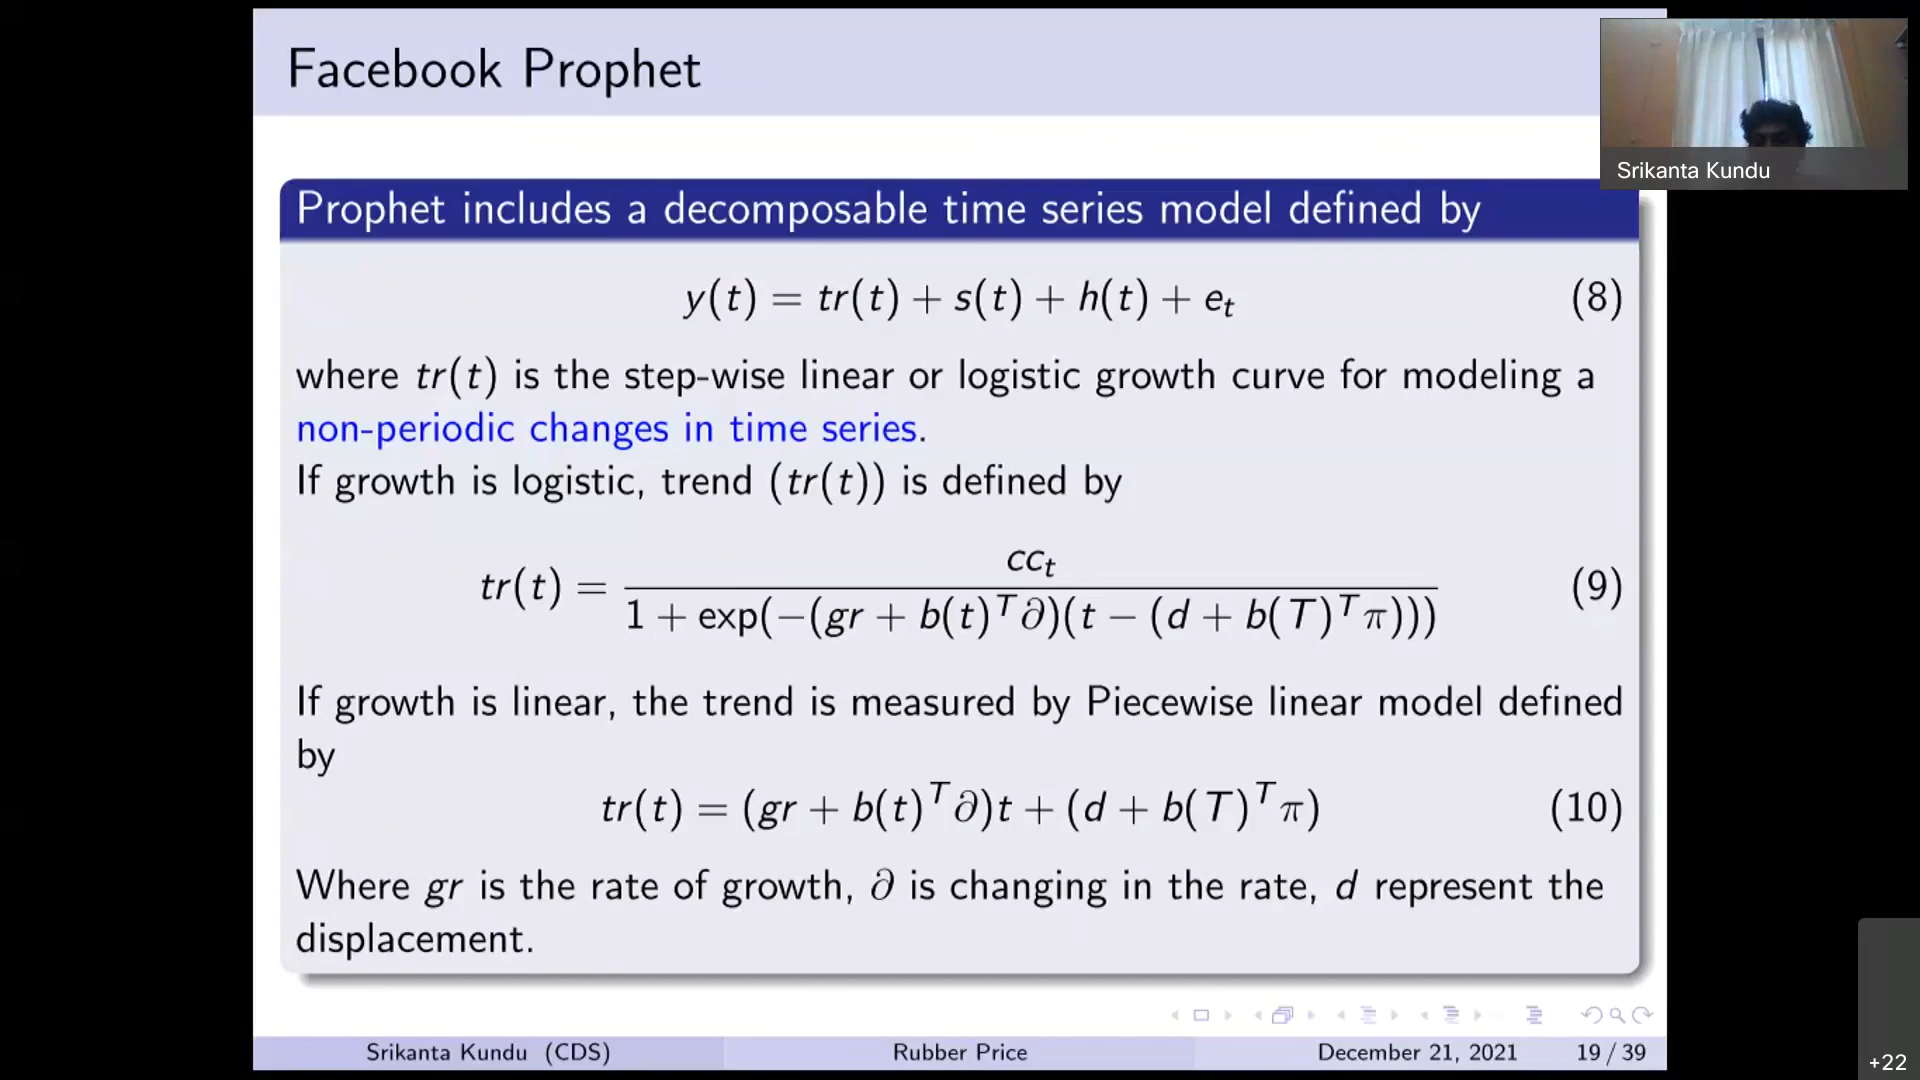 Facebook Prophet
Srikanta Kundu
Prophet includes a decomposable time series model defined by
y(t) = tr(t) + s(t) + h(t) + e_t (8)
where tr(t) is the step-wise linear or logistic growth curve for modeling a
non-periodic changes in time series.
If growth is logistic, trend (tr(t)) is defined by
tr(t) = cc_t / 1 + exp(−(gr + b(t)^T ∂)(t − (d + b(T)^T π))) (9)
If growth is linear, the trend is measured by Piecewise linear model defined
by
tr(t) = (gr + b(t)^T ∂)t + (d + b(T)^T π) (10)
Where gr is the rate of growth, ∂ is changing in the rate, d represent the
displacement.
Srikanta Kundu (CDS) Rubber Price December 21, 2021 19 / 39
+22